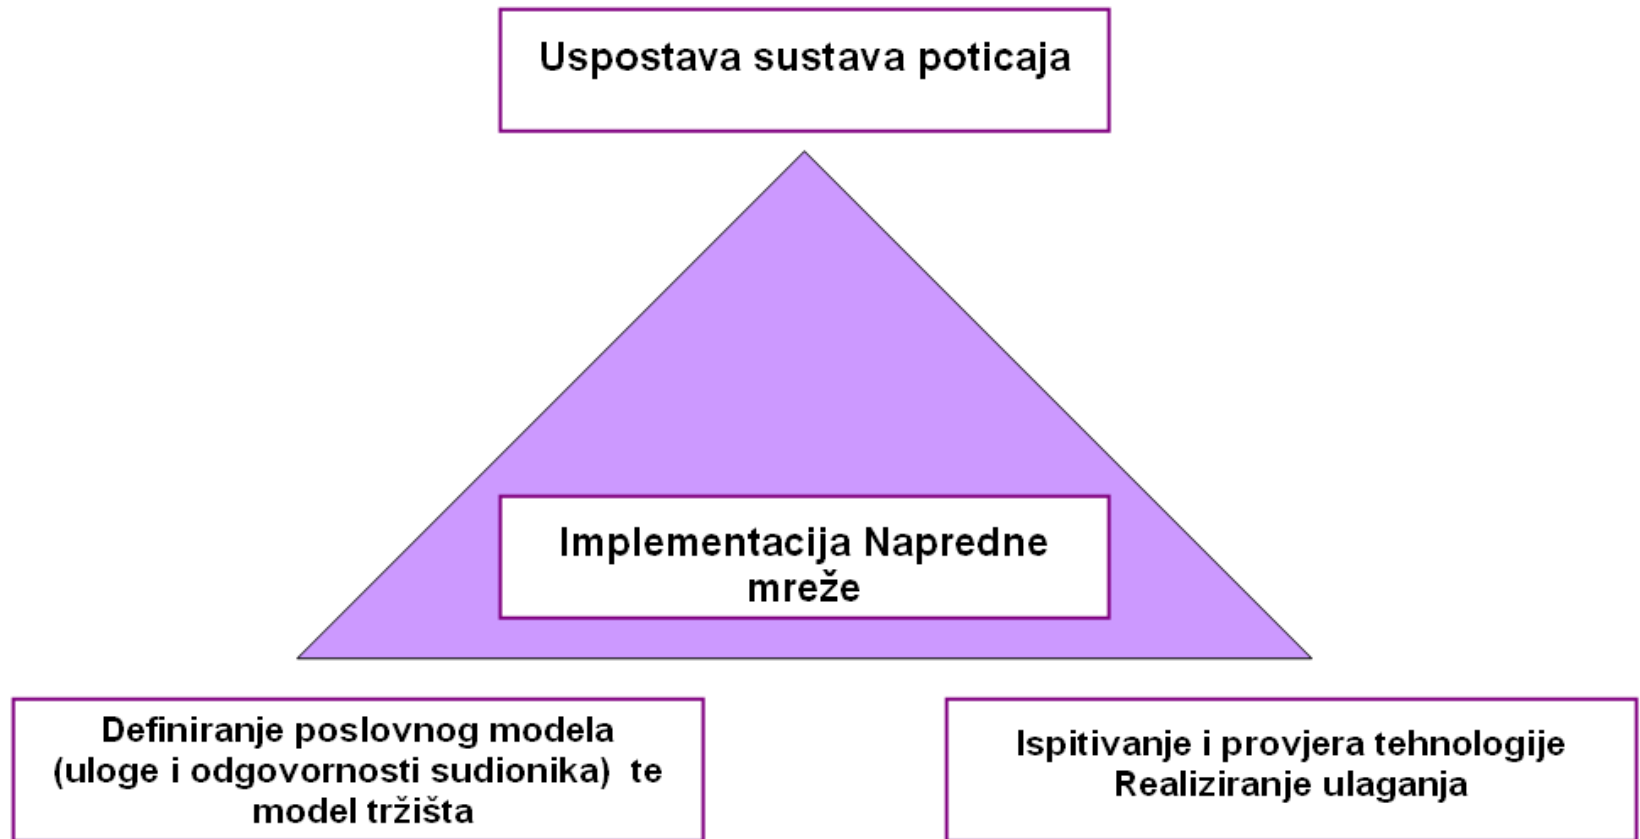 Uspostava sustava poticaja
Implementacija Napredne
mreže
Definiranje poslovnog modela
(uloge i odgovornosti sudionika) te
model tržišta
Ispitivanje i provjera tehnologije
Realiziranje ulaganja